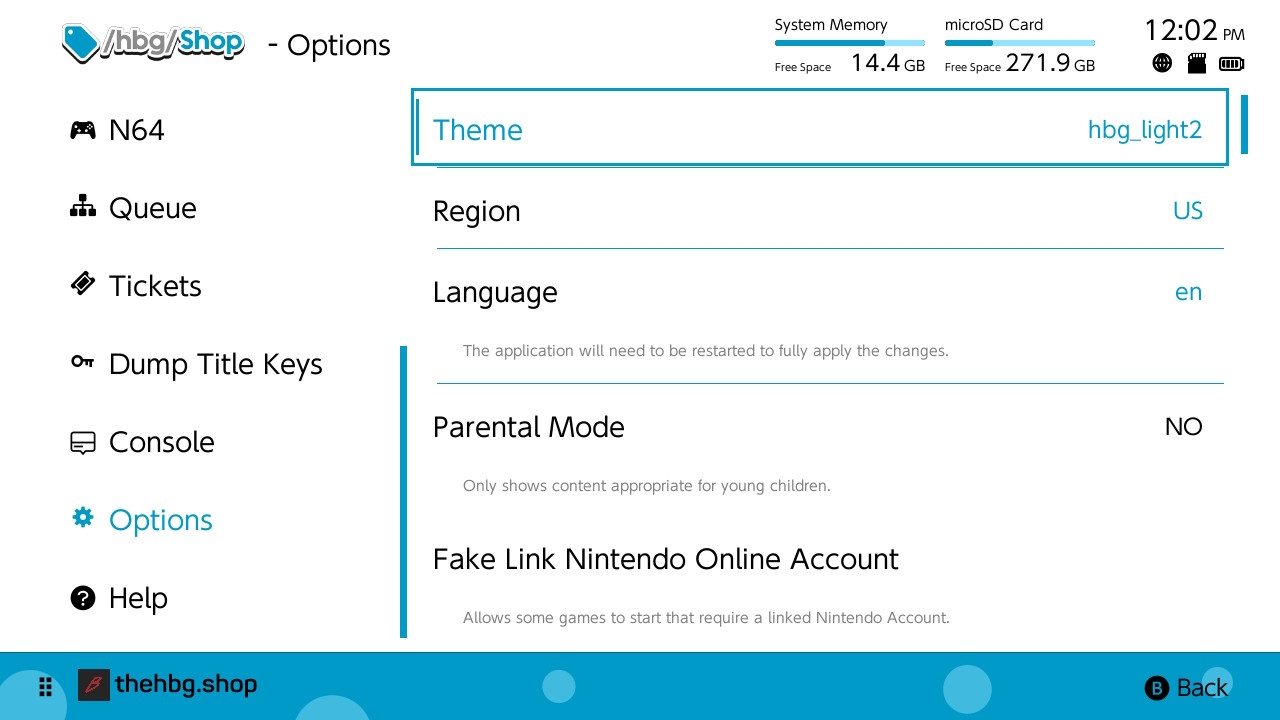 /hbg/Shop - Options
System Memory
Free Space 14.4 GB
microSD Card
Free Space 271.9 GB
12:02 PM
N64
Queue
Tickets
Dump Title Keys
Console
Options
Help
Theme hbg_light2
Region US
Language en
The application will need to be restarted to fully apply the changes.
Parental Mode NO
Only shows content appropriate for young children.
Fake Link Nintendo Online Account
Allows some games to start that require a linked Nintendo Account.
thehbg.shop
B Back